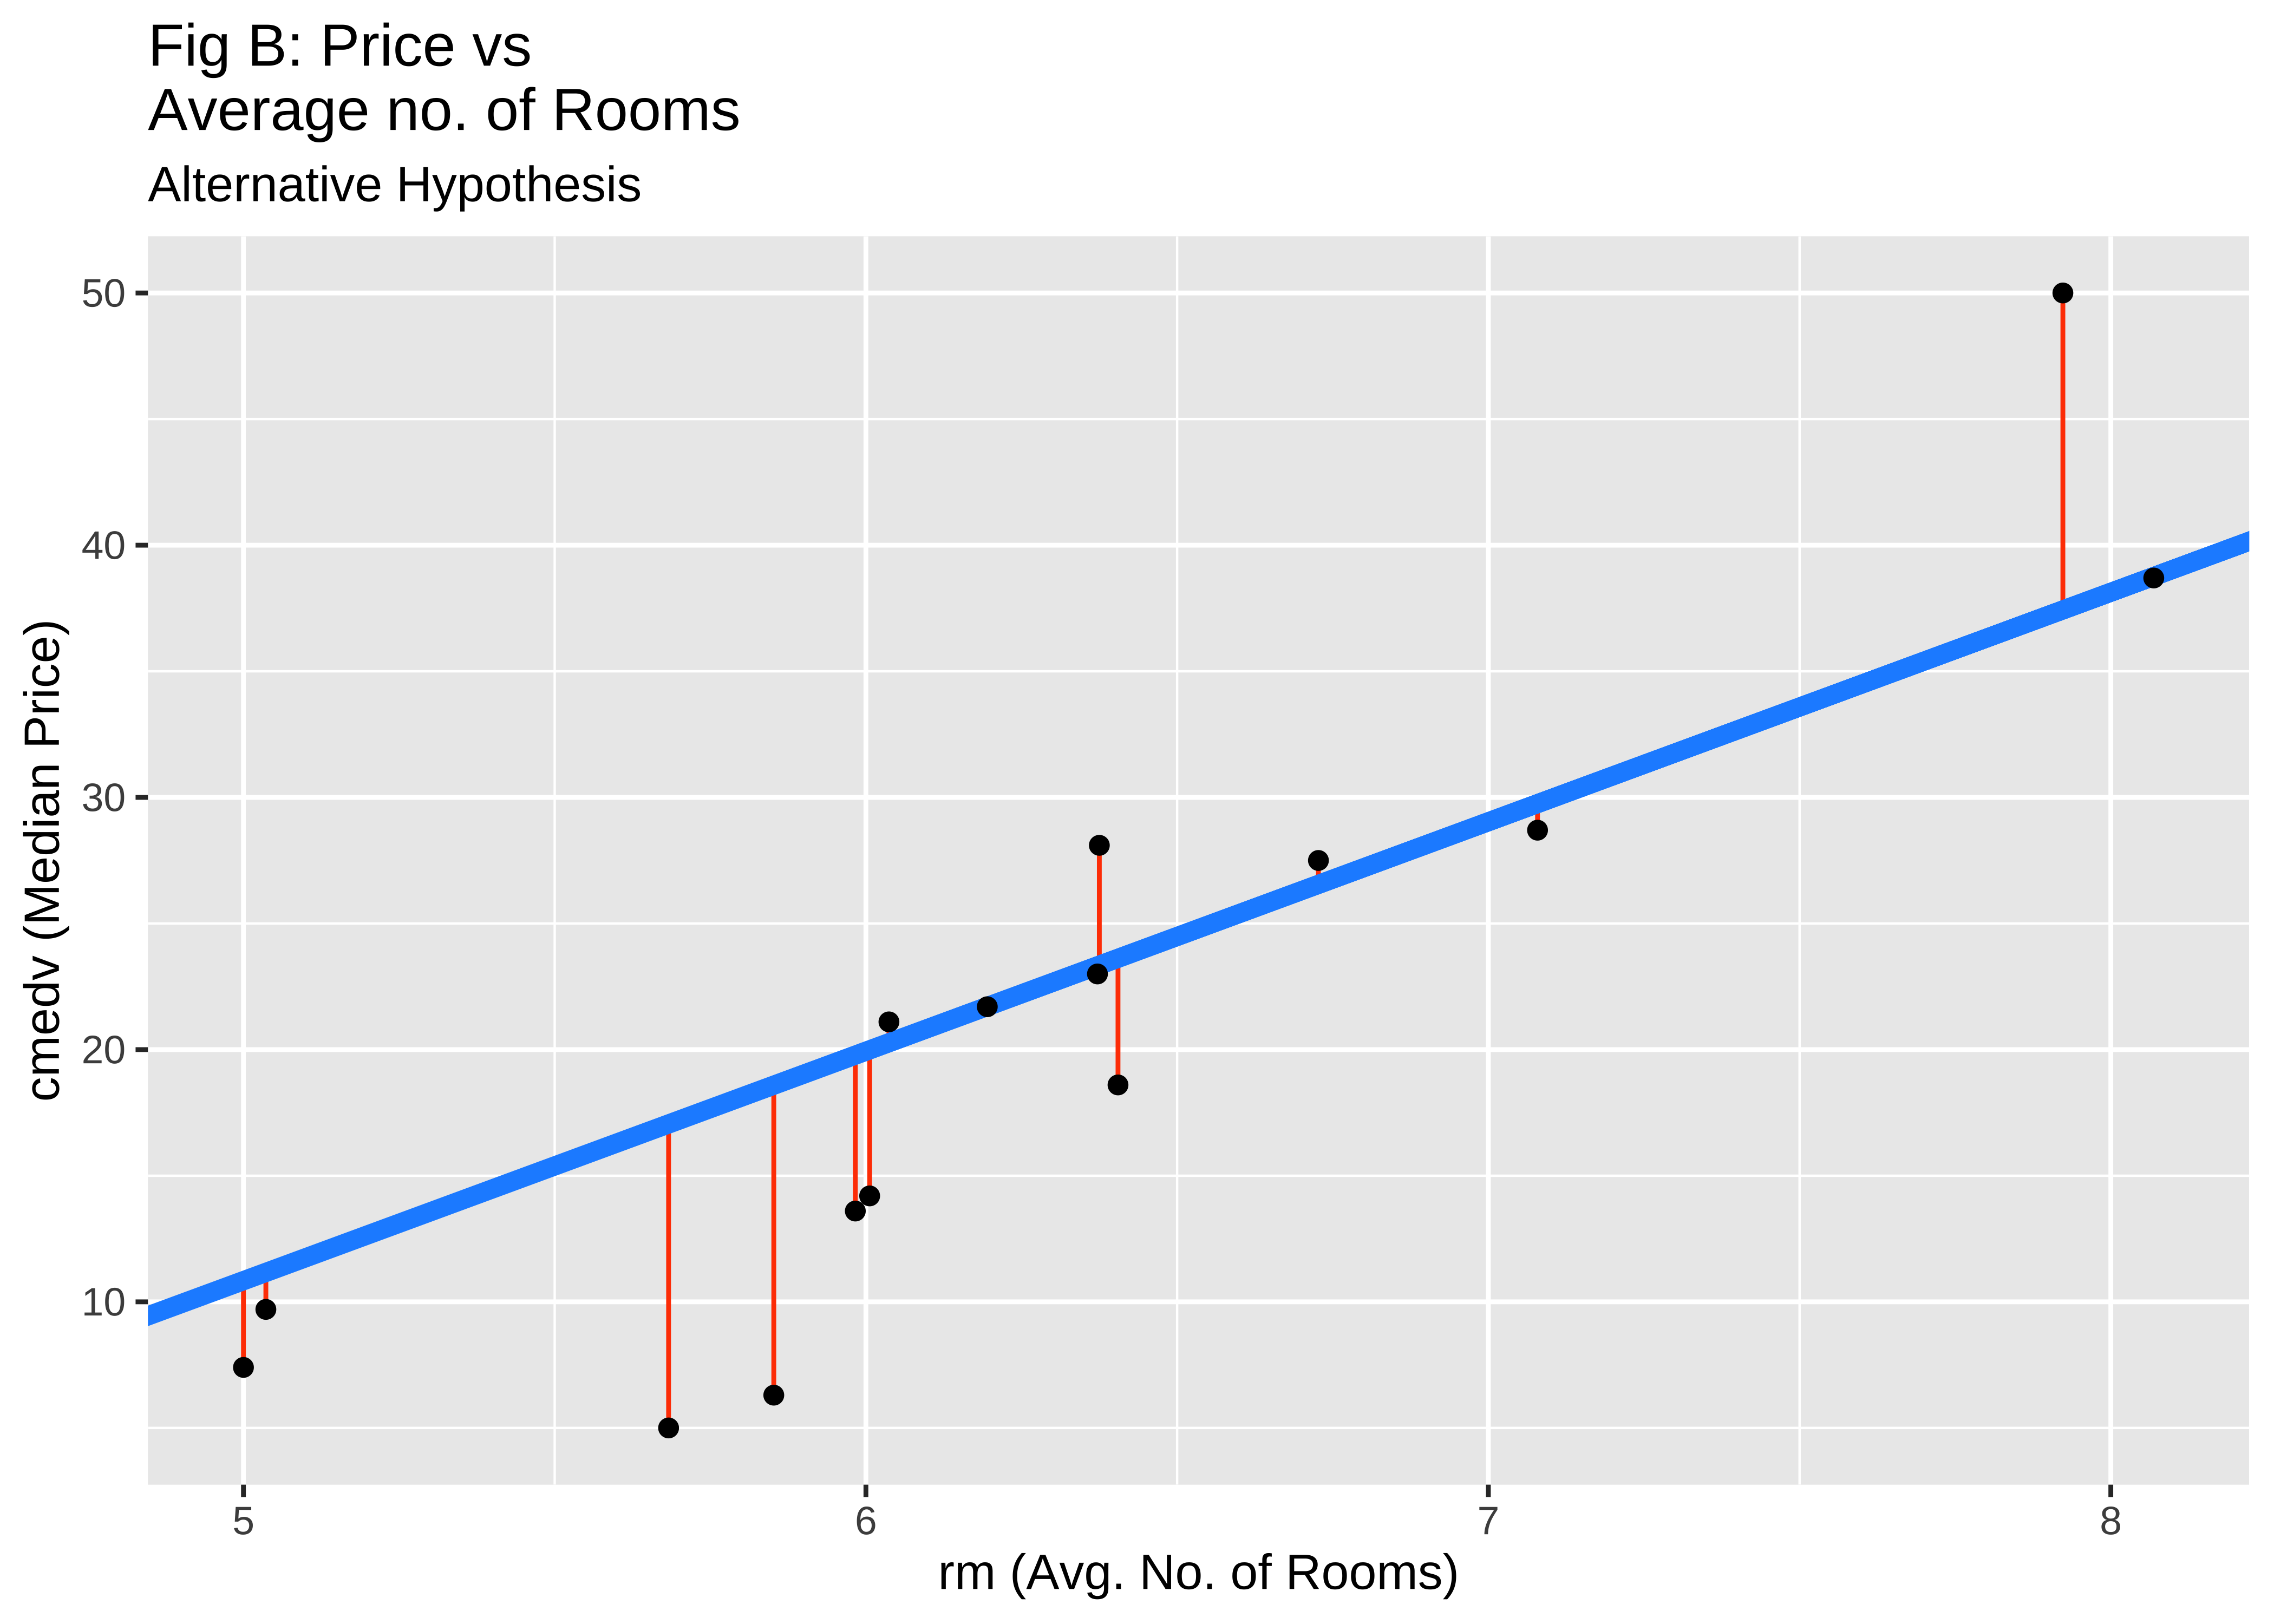 Fig B: Price vs
Average no. of Rooms
Alternative Hypothesis
cmedv (Median Price)
50
40
30
20
10
5
6
7
8
rm (Avg. No. of Rooms)